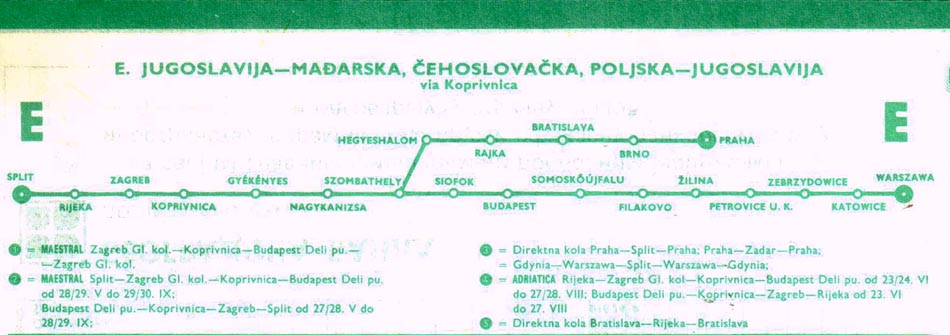 E. JUGOSLAVIJA—MAĐARSKA, ČEHOSLOVAČKA, POLJSKA—JUGOSLAVIJA
via Koprivnica
E E
HEGYESHALOM RAJKA BRATISLAVA BRNO PRAHA
SPLIT RIJEKA ZAGREB KOPRIVNICA GYÉKÉNYES NAGYKANIZSA SZOMBATHELY SIOFOK BUDAPEST SOMOSKŐÚJFALU FILAKOVO ŽILINA PETROVICE U. K. ZEBRZYDOWICE KATOWICE WARSZAWA
1 = MAESTRAL Zagreb Gl. kol.—Koprivnica—Budapest Deli pu.—
—Zagreb Gl. kol.
2 = MAESTRAL Split—Zagreb Gl. kol.—Koprivnica—Budapest Deli pu.
od 28/29. V do 29/30. IX;
Budapest Deli pu.—Koprivnica—Zagreb—Split od 27/28. V do
28/29. IX;
3 = Direktna kola Praha—Split—Praha; Praha—Zadar—Praha;
= Gdynia—Warszawa—Split—Warszawa—Gdynia;
4 = ADRIATICA Rijeka—Zagreb Gl. kol—Koprivnica—Budapest Deli pu. od 23/24. VI
do 27/28. VIII; Budapest Deli pu.—Koprivnica—Zagreb—Rijeka od 23. VI
do 27. VIII
5 = Direktna kola Bratislava—Rijeka—Bratislava